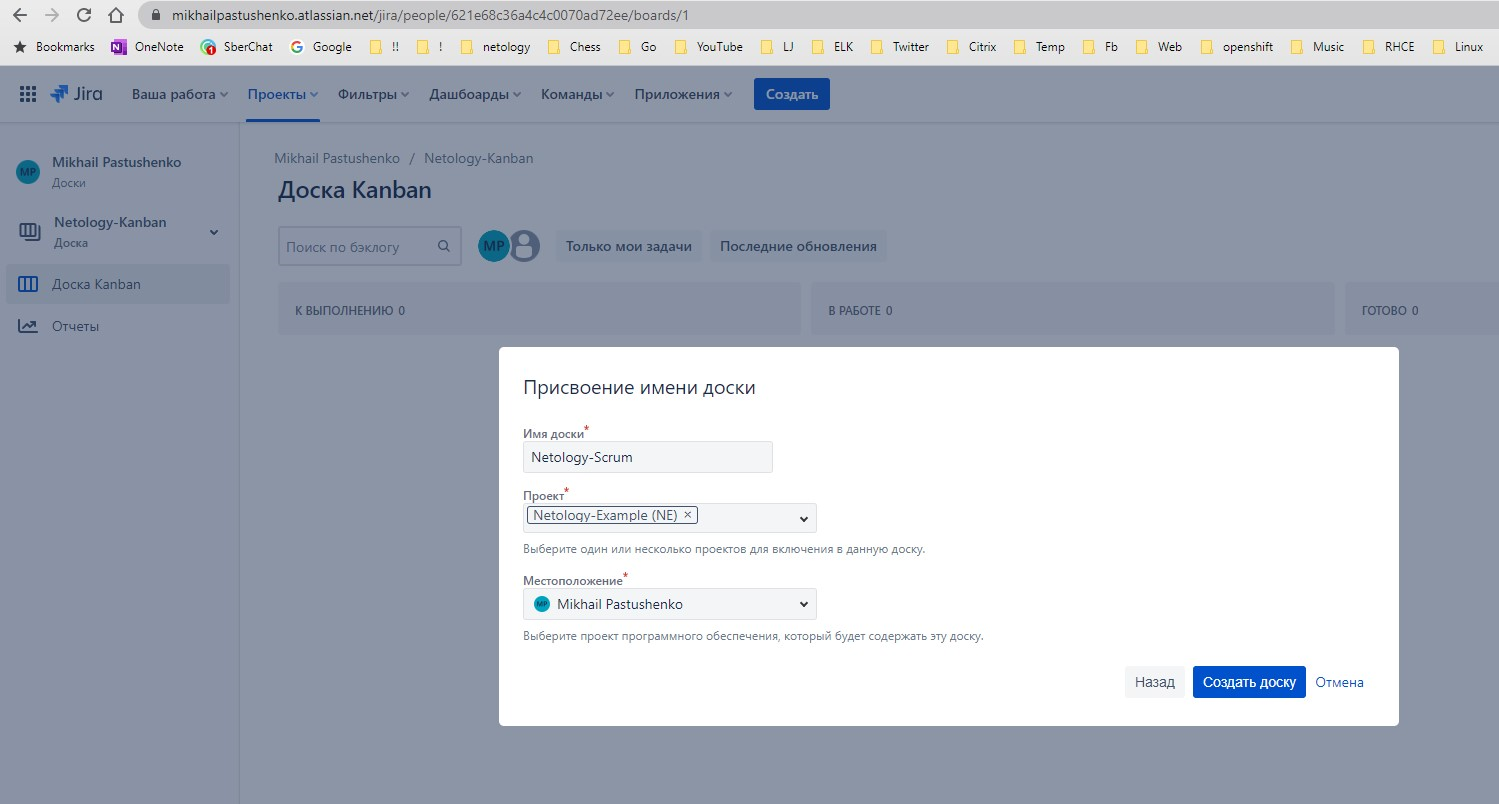 mikhailpastushenko.atlassian.net/jira/people/621e68c36a4c4c0070ad72ee/boards/1
Bookmarks OneNote SberChat Google !! ! netology Chess Go YouTube LJ ELK Twitter Citrix Temp Fb Web openshift Music RHCE Linux
Jira Ваша работа Проекты Фильтры Дашборды Команды Приложения Создать
MP Mikhail Pastushenko
Доски
Netology-Kanban
Доска
Доска Kanban
Отчеты
Mikhail Pastushenko / Netology-Kanban
Доска Kanban
Поиск по бэклогу MP Только мои задачи Последние обновления
К ВЫПОЛНЕНИЮ 0 В РАБОТЕ 0 ГОТОВО 0
Присвоение имени доски
Имя доски*
Netology-Scrum
Проект*
Netology-Example (NE) ×
Выберите один или несколько проектов для включения в данную доску.
Местоположение*
MP Mikhail Pastushenko
Выберите проект программного обеспечения, который будет содержать эту доску.
Назад Создать доску Отмена